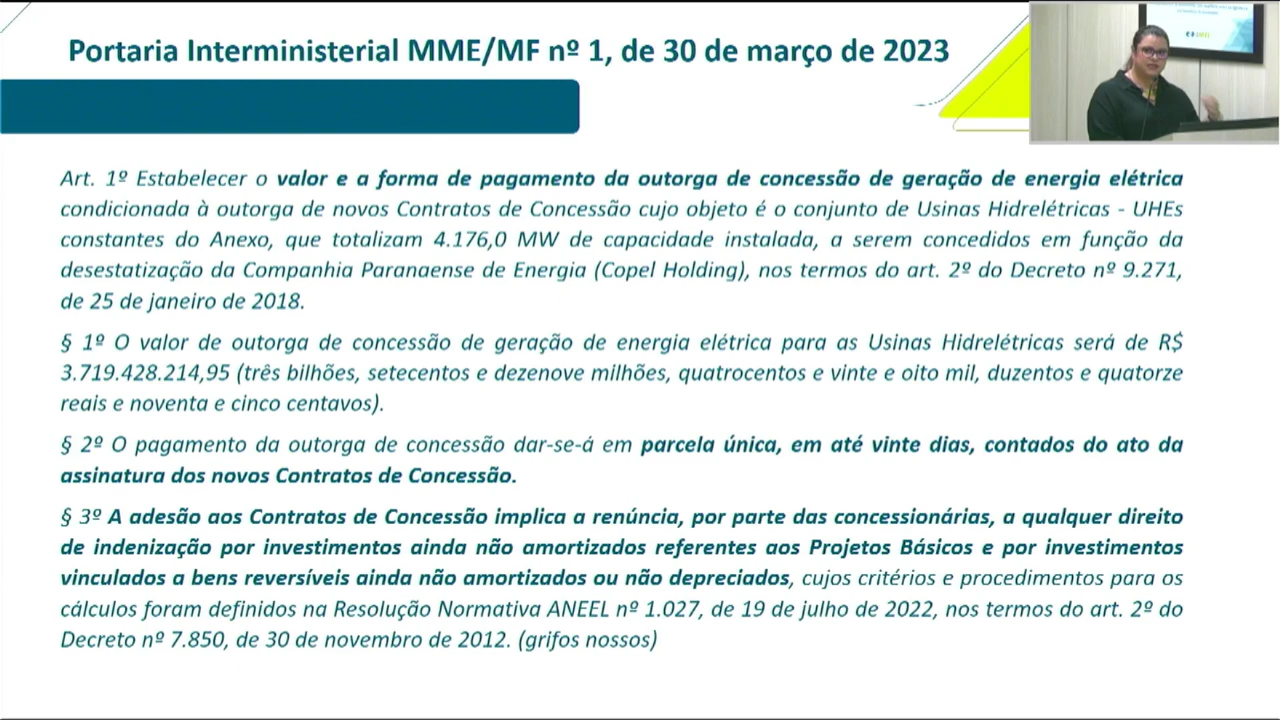 Portaria Interministerial MME/MF nº 1, de 30 de março de 2023
Art. 1º Estabelecer o valor e a forma de pagamento da outorga de concessão de geração de energia elétrica
condicionada à outorga de novos Contratos de Concessão cujo objeto é o conjunto de Usinas Hidrelétricas - UHEs
constantes do Anexo, que totalizam 4.176,0 MW de capacidade instalada, a serem concedidos em função da
desestatização da Companhia Paranaense de Energia (Copel Holding), nos termos do art. 2º do Decreto nº 9.271,
de 25 de janeiro de 2018.
§ 1º O valor de outorga de concessão de geração de energia elétrica para as Usinas Hidrelétricas será de R$
3.719.428.214,95 (três bilhões, setecentos e dezenove milhões, quatrocentos e vinte e oito mil, duzentos e quatorze
reais e noventa e cinco centavos).
§ 2º O pagamento da outorga de concessão dar-se-á em parcela única, em até vinte dias, contados do ato da
assinatura dos novos Contratos de Concessão.
§ 3º A adesão aos Contratos de Concessão implica a renúncia, por parte das concessionárias, a qualquer direito
de indenização por investimentos ainda não amortizados referentes aos Projetos Básicos e por investimentos
vinculados a bens reversíveis ainda não amortizados ou não depreciados, cujos critérios e procedimentos para os
cálculos foram definidos na Resolução Normativa ANEEL nº 1.027, de 19 de julho de 2022, nos termos do art. 2º do
Decreto nº 7.850, de 30 de novembro de 2012. (grifos nossos)